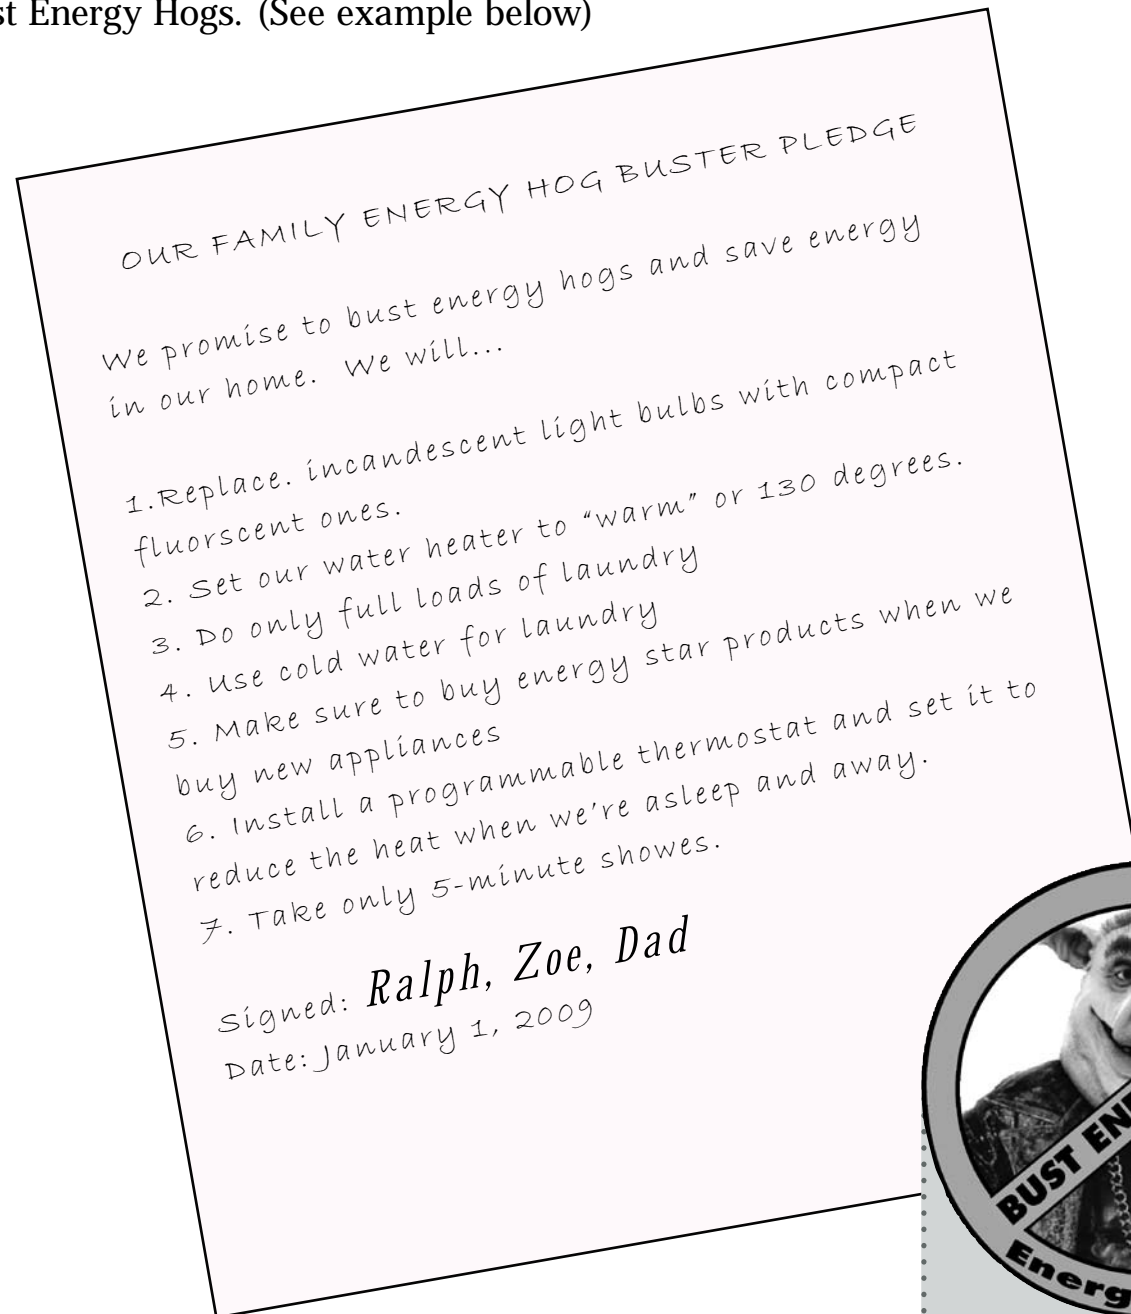 st Energy Hogs. (See example below)
OUR FAMILY ENERGY HOG BUSTER PLEDGE
We promise to bust energy hogs and save energy
in our home. We will...
1.Replace. incandescent light bulbs with compact
fluorscent ones.
2. Set our water heater to “warm” or 130 degrees.
3. Do only full loads of laundry
4. Use cold water for laundry
5. Make sure to buy energy star products when we
buy new appliances
6. Install a programmable thermostat and set it to
reduce the heat when we’re asleep and away.
7. Take only 5-minute showes.
Signed: Ralph, Zoe, Dad
Date: January 1, 2009
BUST EN
Energ